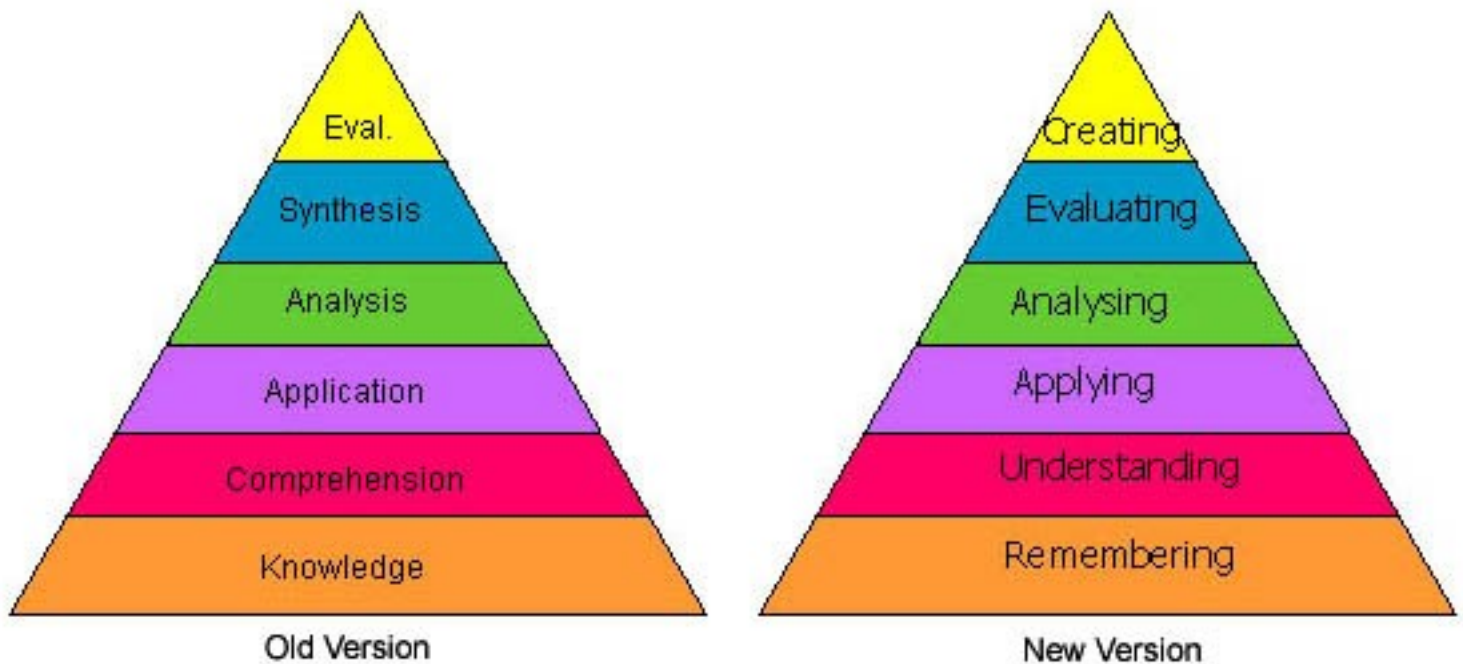 Eval.
Synthesis
Analysis
Application
Comprehension
Knowledge
Old Version
Creating
Evaluating
Analysing
Applying
Understanding
Remembering
New Version